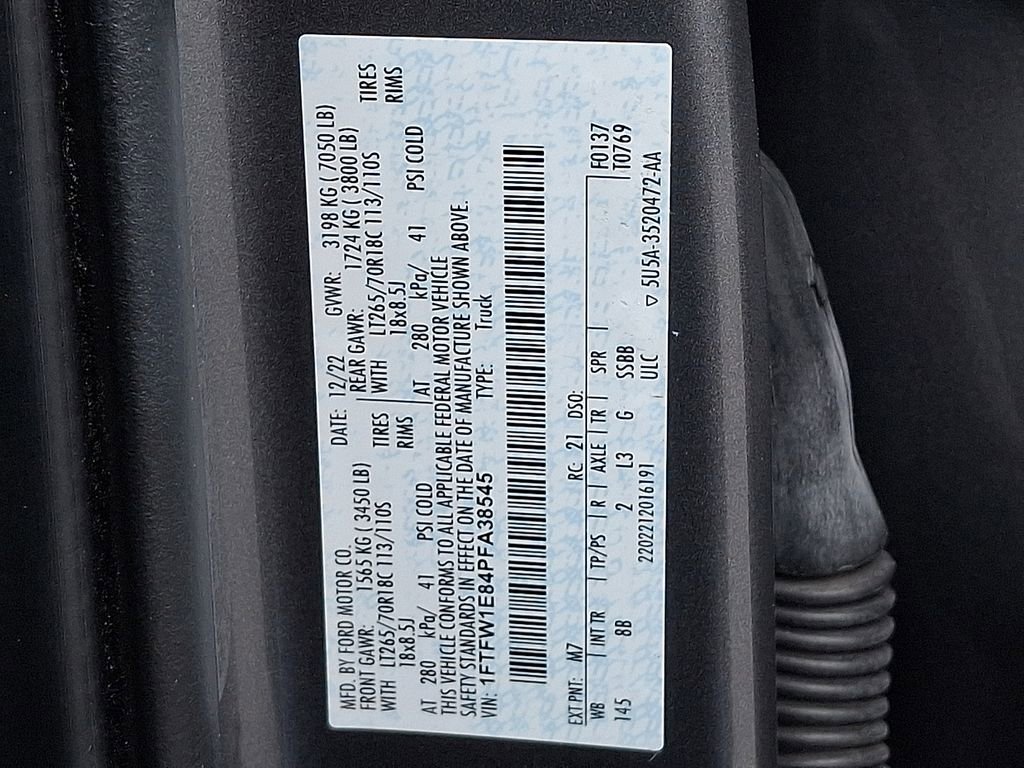 MFD. BY FORD MOTOR CO. DATE: 12/22 GVWR: 3198 KG ( 7050 LB)
FRONT GAWR: 1565 KG ( 3450 LB) REAR GAWR: 1724 KG ( 3800 LB)
WITH LT265/70R18C 113/110S TIRES WITH LT265/70R18C 113/110S TIRES
18x8.5J RIMS 18x8.5J RIMS
AT 280 kPa/ 41 PSI COLD AT 280 kPa/ 41 PSI COLD
THIS VEHICLE CONFORMS TO ALL APPLICABLE FEDERAL MOTOR VEHICLE
SAFETY STANDARDS IN EFFECT ON THE DATE OF MANUFACTURE SHOWN ABOVE.
VIN: 1FTFW1E84PFA38545 TYPE: Truck
EXT PNT: M7 RC: 21 DSO: F0137
WB | INT TR | TP/PS | R | AXLE | TR | SPR | T0769
145 8B 2 L3 G SSBB
2202212016191 ULC ▽ 5U5A-3520472-AA